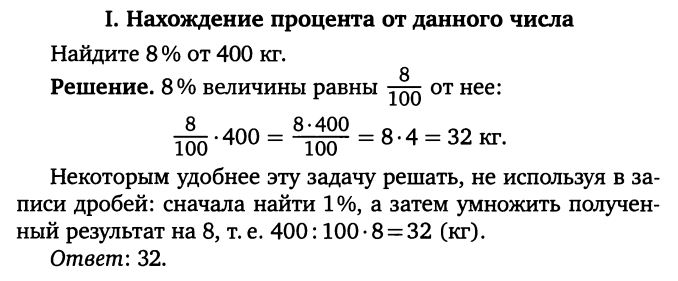 I. Нахождение процента от данного числа
Найдите 8% от 400 кг.
Решение. 8% величины равны 8/100 от нее:
8/100 · 400 = 8·400/100 = 8·4 = 32 кг.
Некоторым удобнее эту задачу решать, не используя в за-
писи дробей: сначала найти 1%, а затем умножить получен-
ный результат на 8, т. е. 400:100·8=32 (кг).
Ответ: 32.